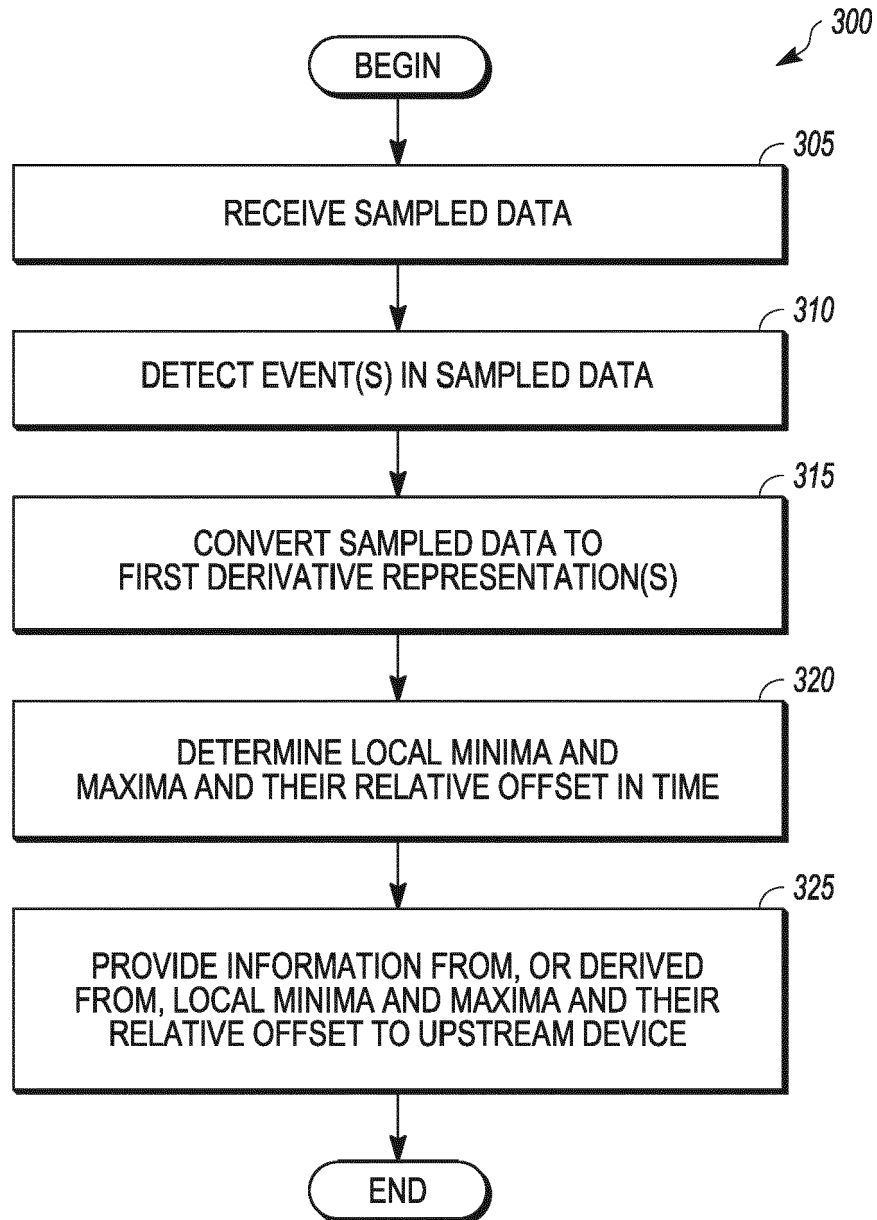 300
BEGIN
305
RECEIVE SAMPLED DATA
310
DETECT EVENT(S) IN SAMPLED DATA
315
CONVERT SAMPLED DATA TO
FIRST DERIVATIVE REPRESENTATION(S)
320
DETERMINE LOCAL MINIMA AND
MAXIMA AND THEIR RELATIVE OFFSET IN TIME
325
PROVIDE INFORMATION FROM, OR DERIVED
FROM, LOCAL MINIMA AND MAXIMA AND THEIR
RELATIVE OFFSET TO UPSTREAM DEVICE
END